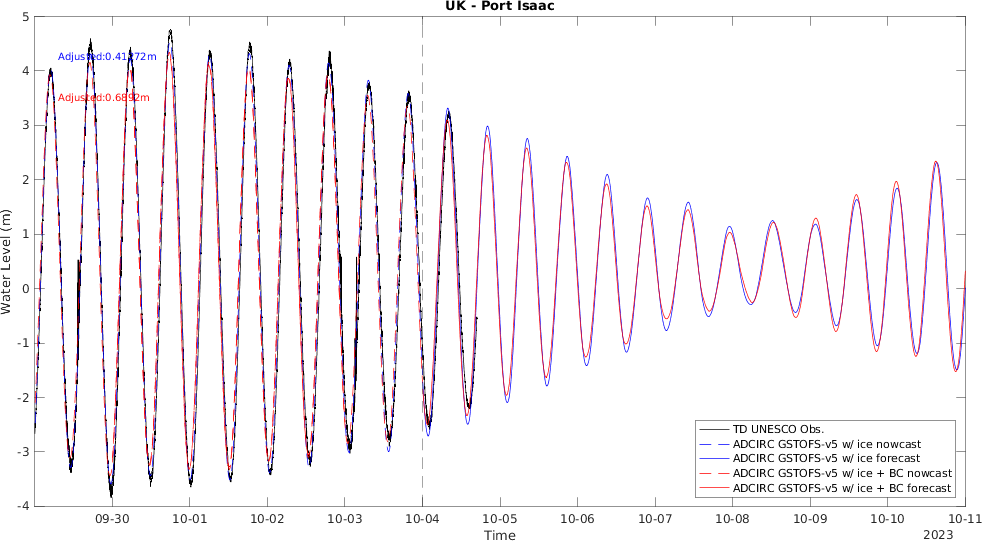 UK - Port Isaac
Water Level (m)
5
4
3
2
1
0
-1
-2
-3
-4
Adjusted:0.41272m
Adjusted:0.6892m
TD UNESCO Obs.
ADCIRC GSTOFS-v5 w/ ice nowcast
ADCIRC GSTOFS-v5 w/ ice forecast
ADCIRC GSTOFS-v5 w/ ice + BC nowcast
ADCIRC GSTOFS-v5 w/ ice + BC forecast
09-30 10-01 10-02 10-03 10-04 10-05 10-06 10-07 10-08 10-09 10-10 10-11
Time
2023